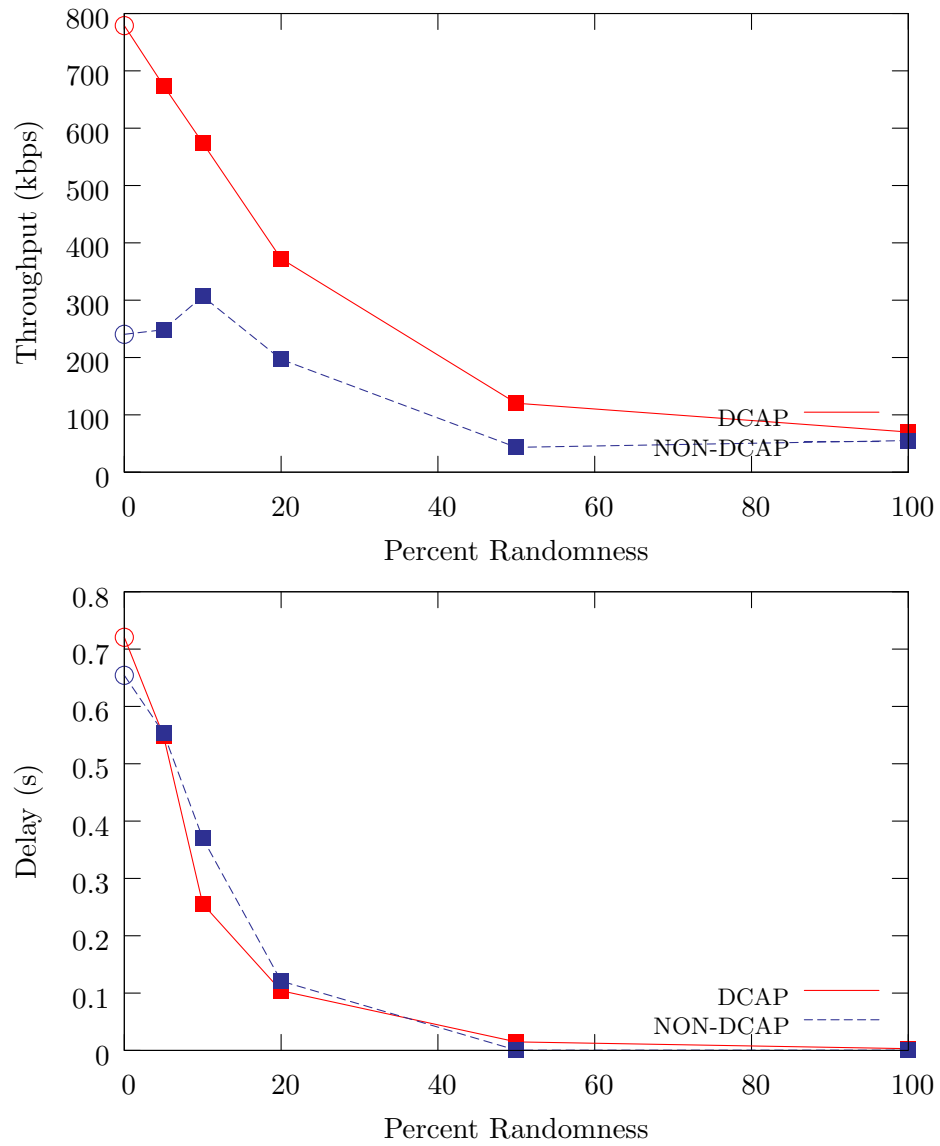 800
700
600
500
400
300
200
100
0
Throughput (kbps)
DCAP
NON-DCAP
0 20 40 60 80 100
Percent Randomness
0.8
0.7
0.6
0.5
0.4
0.3
0.2
0.1
0
Delay (s)
DCAP
NON-DCAP
0 20 40 60 80 100
Percent Randomness